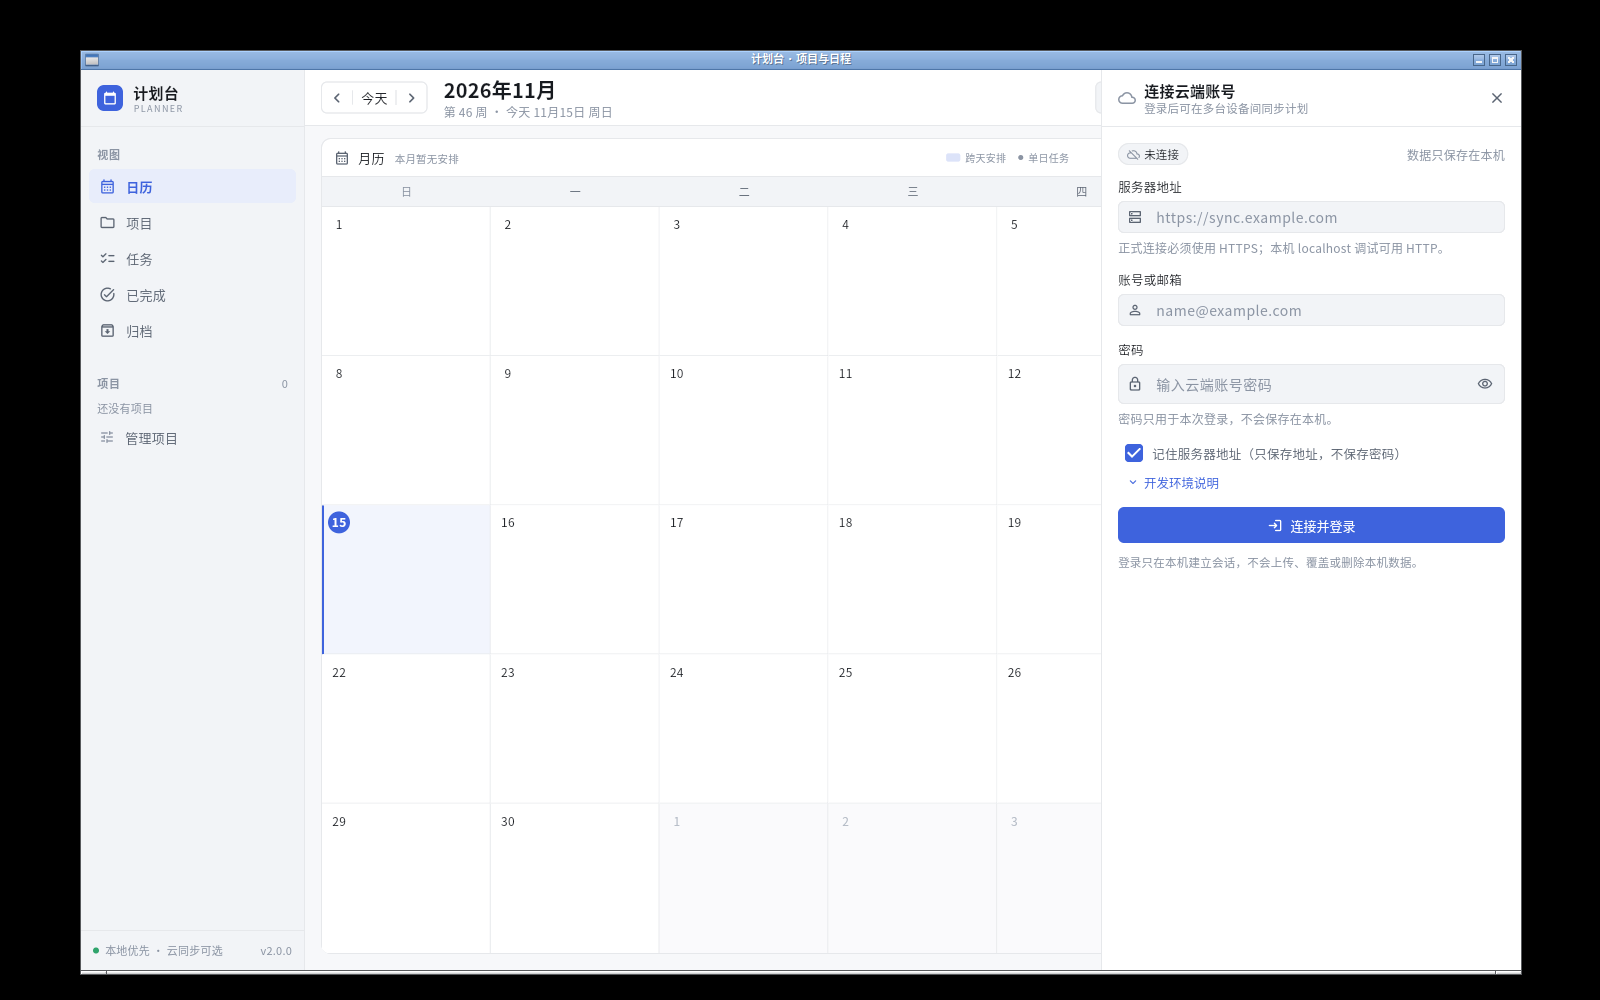 计划台 · 项目与日程
计划台
PLANNER
视图
日历
项目
任务
已完成
归档
项目 0
还没有项目
管理项目
本地优先 · 云同步可选 v2.0.0
今天
2026年11月
第 46 周 · 今天 11月15日 周日
月历 本月暂无安排
跨天安排 单日任务
日 一 二 三 四
1 2 3 4 5
8 9 10 11 12
15 16 17 18 19
22 23 24 25 26
29 30 1 2 3
连接云端账号
登录后可在多台设备间同步计划
未连接 数据只保存在本机
服务器地址
https://sync.example.com
正式连接必须使用 HTTPS；本机 localhost 调试可用 HTTP。
账号或邮箱
name@example.com
密码
输入云端账号密码
密码只用于本次登录，不会保存在本机。
记住服务器地址（只保存地址，不保存密码）
开发环境说明
连接并登录
登录只在本机建立会话，不会上传、覆盖或删除本机数据。